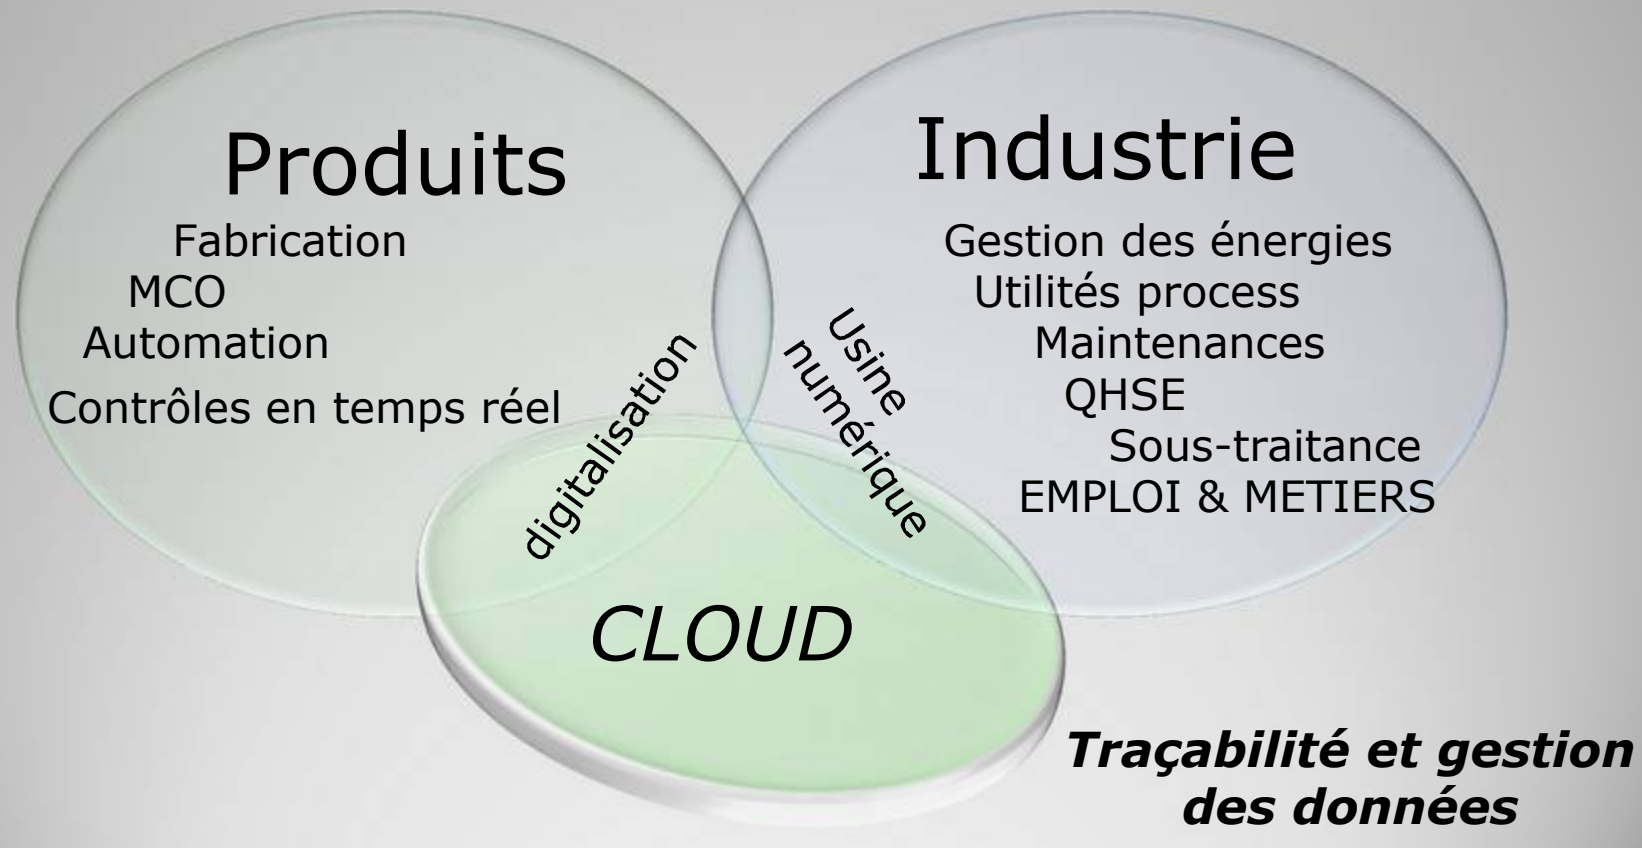 Produits
Fabrication
MCO
Automation
Contrôles en temps réel
digitalisation
Industrie
Gestion des énergies
Utilités process
Maintenances
QHSE
Sous-traitance
EMPLOI & METIERS
Usine
numérique
CLOUD
Traçabilité et gestion
des données